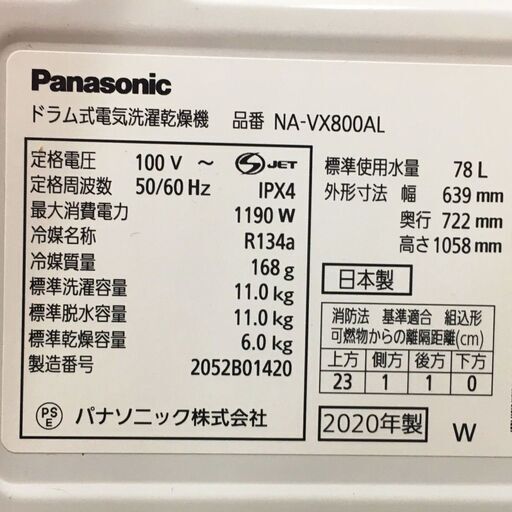 Panasonic
ドラム式電気洗濯乾燥機 品番 NA-VX800AL
定格電圧 100 V ～ S JET
定格周波数 50/60 Hz IPX4
最大消費電力 1190 W
冷媒名称 R134a
冷媒質量 168 g
標準洗濯容量 11.0 kg
標準脱水容量 11.0 kg
標準乾燥容量 6.0 kg
製造番号 2052B01420
PS E パナソニック株式会社
標準使用水量 78 L
外形寸法 幅 639 mm
奥行 722 mm
高さ 1058 mm
日本製
消防法 基準適合 組込形
可燃物からの離隔距離(cm)
上方 側方 後方 下方
23 1 1 0
2020年製 W